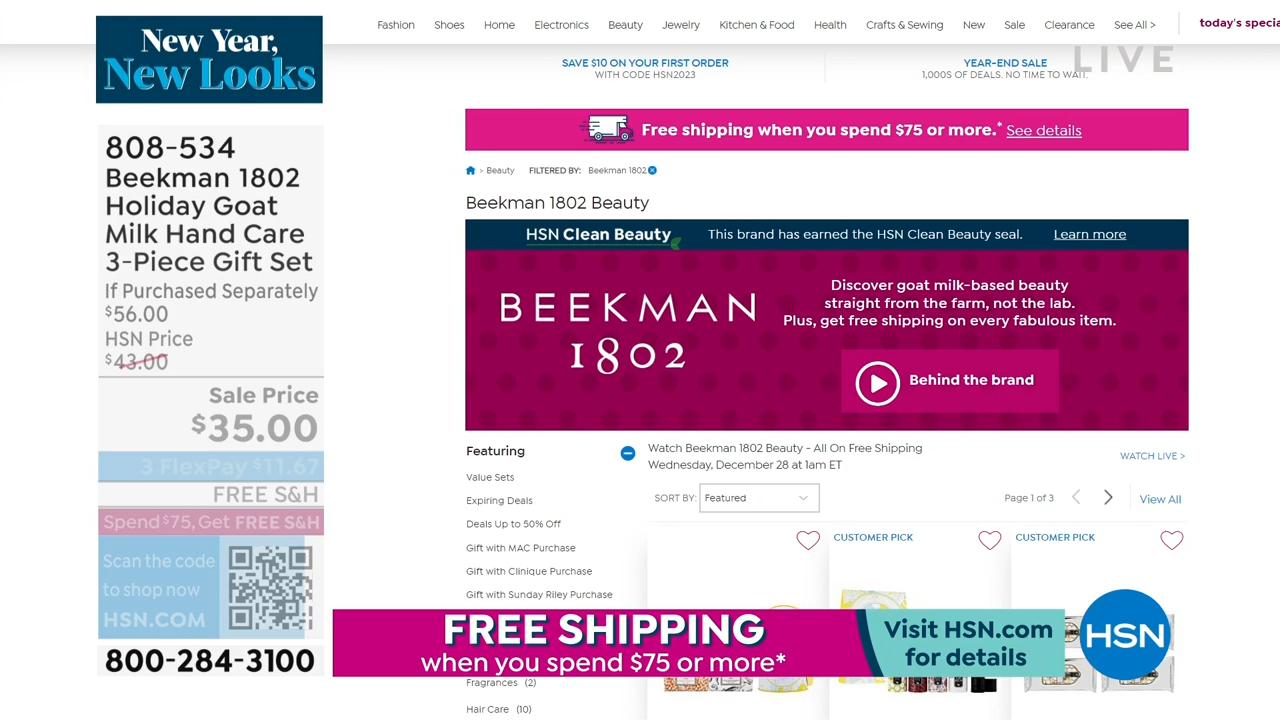 New Year,
New Looks
808-534
Beekman 1802
Holiday Goat
Milk Hand Care
3-Piece Gift Set
If Purchased Separately
$56.00
HSN Price
$43.00
Sale Price
$35.00
3 FlexPay $11.67
FREE S&H
Spend $75, Get FREE S&H
Scan the code
to shop now
HSN.COM
800-284-3100
Fashion Shoes Home Electronics Beauty Jewelry Kitchen & Food Health Crafts & Sewing New Sale Clearance See All >
today's
SAVE $10 ON YOUR FIRST ORDER
WITH CODE HSN2023
YEAR-END SALE
1,000S OF DEALS. NO TIME TO WAIT.
LIVE
Free shipping when you spend $75 or more.* See details
> Beauty FILTERED BY: Beekman 1802
Beekman 1802 Beauty
HSN Clean Beauty This brand has earned the HSN Clean Beauty seal. Learn more
BEEKMAN
1802
Discover goat milk-based beauty
straight from the farm, not the lab.
Plus, get free shipping on every fabulous item.
Behind the brand
Featuring
Value Sets
Expiring Deals
Deals Up to 50% Off
Gift with MAC Purchase
Gift with Clinique Purchase
Gift with Sunday Riley Purchase
Fragrances (2)
Hair Care (10)
Watch Beekman 1802 Beauty - All On Free Shipping
Wednesday, December 28 at 1am ET
WATCH LIVE >
SORT BY: Featured
Page 1 of 3
View All
CUSTOMER PICK
CUSTOMER PICK
FREE SHIPPING
when you spend $75 or more*
Visit HSN.com
for details
HSN